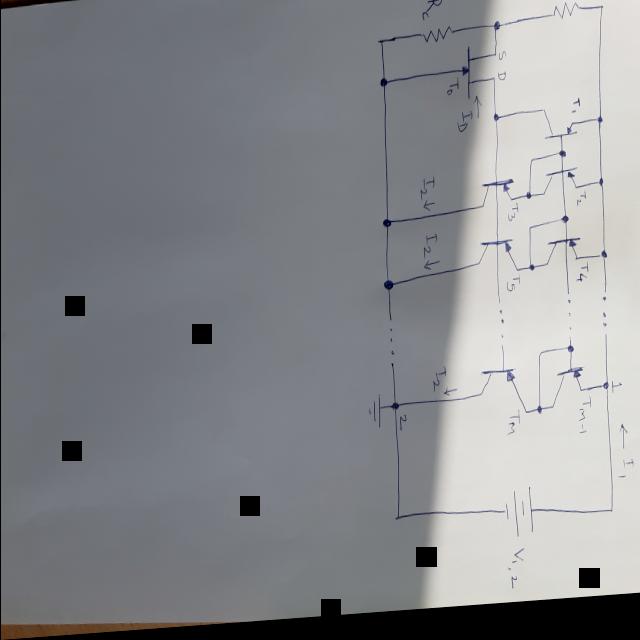 R_L
S D
T_0
I_D
T_1
T_2
T_3
I_2
T_4
T_5
I_2
T_{M-1}
T_M
I_2
1
2
I_1
V_{1,2}